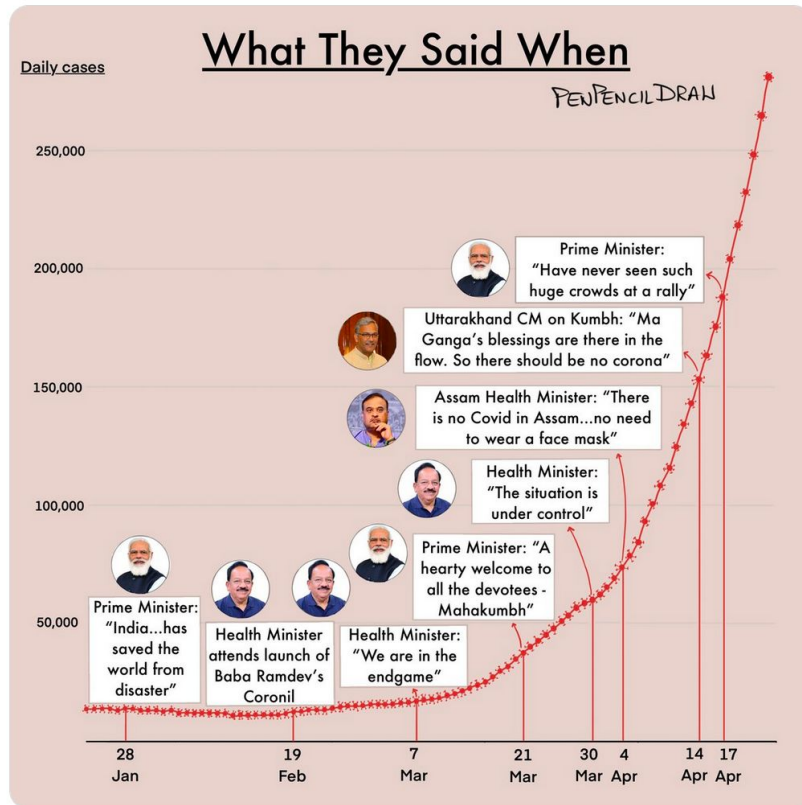 What They Said When
Daily cases
PENPENCILDRAW
250,000
200,000
150,000
100,000
50,000
Prime Minister:
"Have never seen such
huge crowds at a rally"
Uttarakhand CM on Kumbh: "Ma
Ganga's blessings are there in the
flow. So there should be no corona"
Assam Health Minister: "There
is no Covid in Assam...no need
to wear a face mask"
Health Minister:
"The situation is
under control"
Prime Minister: "A
hearty welcome to
all the devotees -
Mahakumbh"
Prime Minister:
"India...has
saved the
world from
disaster"
Health Minister
attends launch of
Baba Ramdev's
Coronil
Health Minister:
"We are in the
endgame"
28
Jan
19
Feb
7
Mar
21
Mar
30
Mar
4
Apr
14
Apr
17
Apr